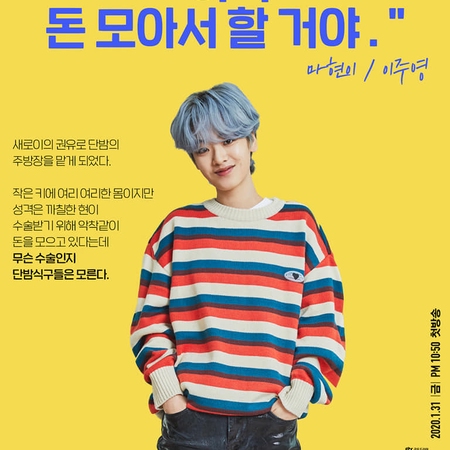 돈 모아서 할 거야."
마현이 / 이주영
새로이의 권유로 단밤의
주방장을 맡게 되었다.
작은 키에 여리 여리한 몸이지만
성격은 까칠한 현이
수술받기 위해 악착같이
돈을 모으고 있다는데
무슨 수술인지
단밤식구들은 모른다.
2020.1.31 |금| PM 10:50 첫방송